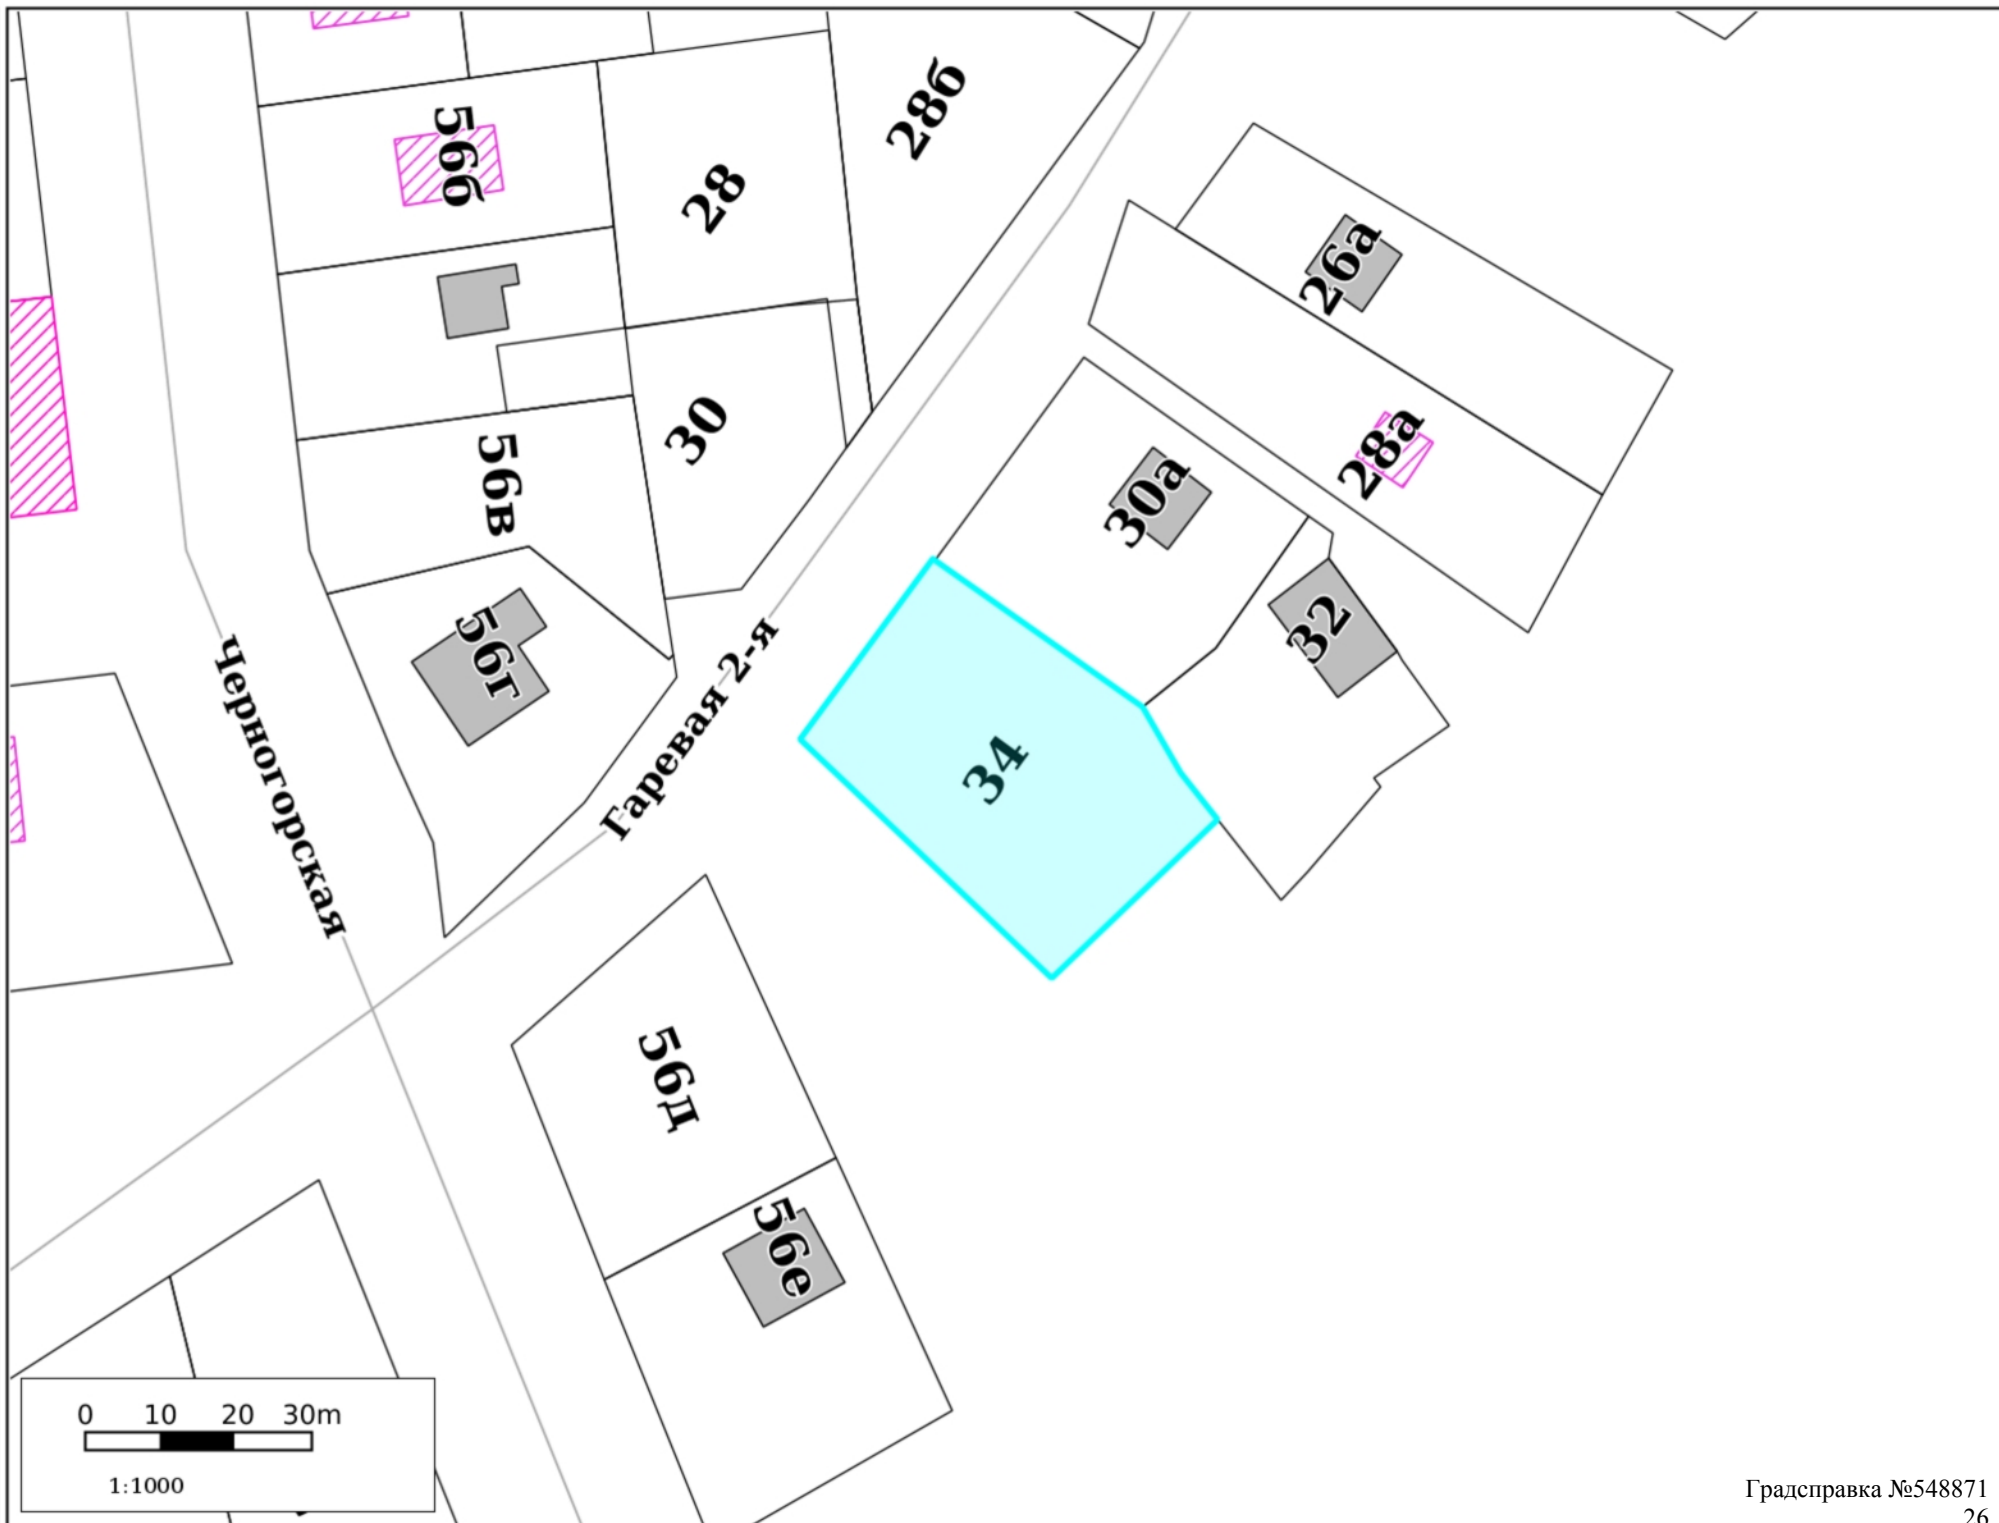 28б
56б
28
26а
30
28а
56в
30а
32
56г
Гаревая 2-я
Черногорская
34
56д
56е
0 10 20 30m
1:1000
Градсправка №548871
26